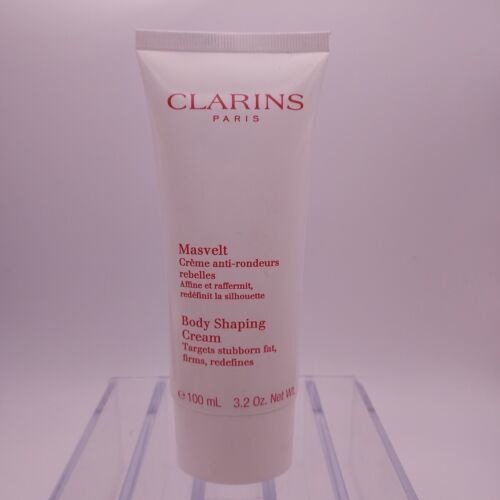 CLARINS
PARIS
Masvelt
Crème anti-rondeurs
rebelles
Affine et raffermit,
redéfinit la silhouette
Body Shaping
Cream
Targets stubborn fat,
firms, redefines
℮ 100 mL 3.2 Oz. Net Wt.